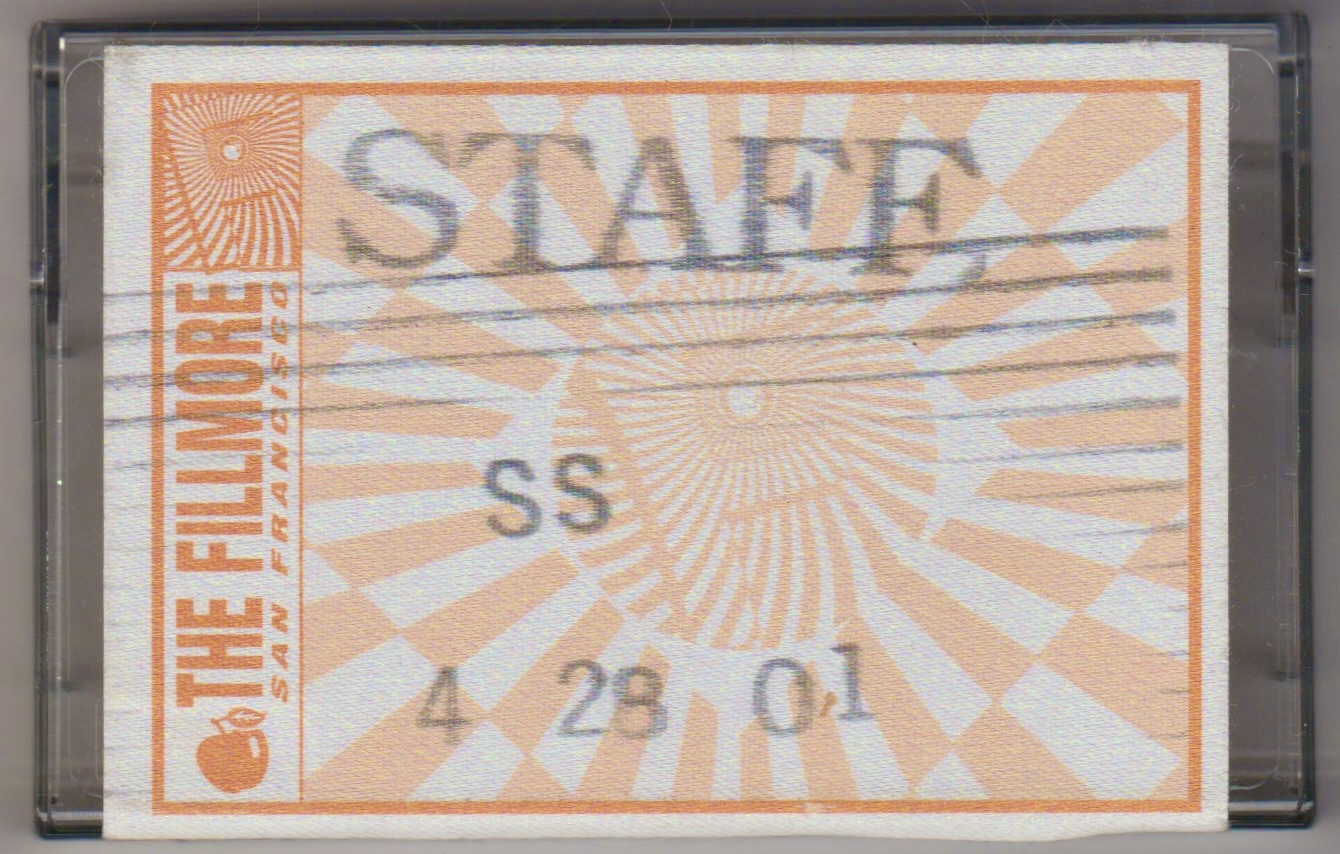 THE FILLMORE
SAN FRANCISCO
STAFF
SS
4 28 01